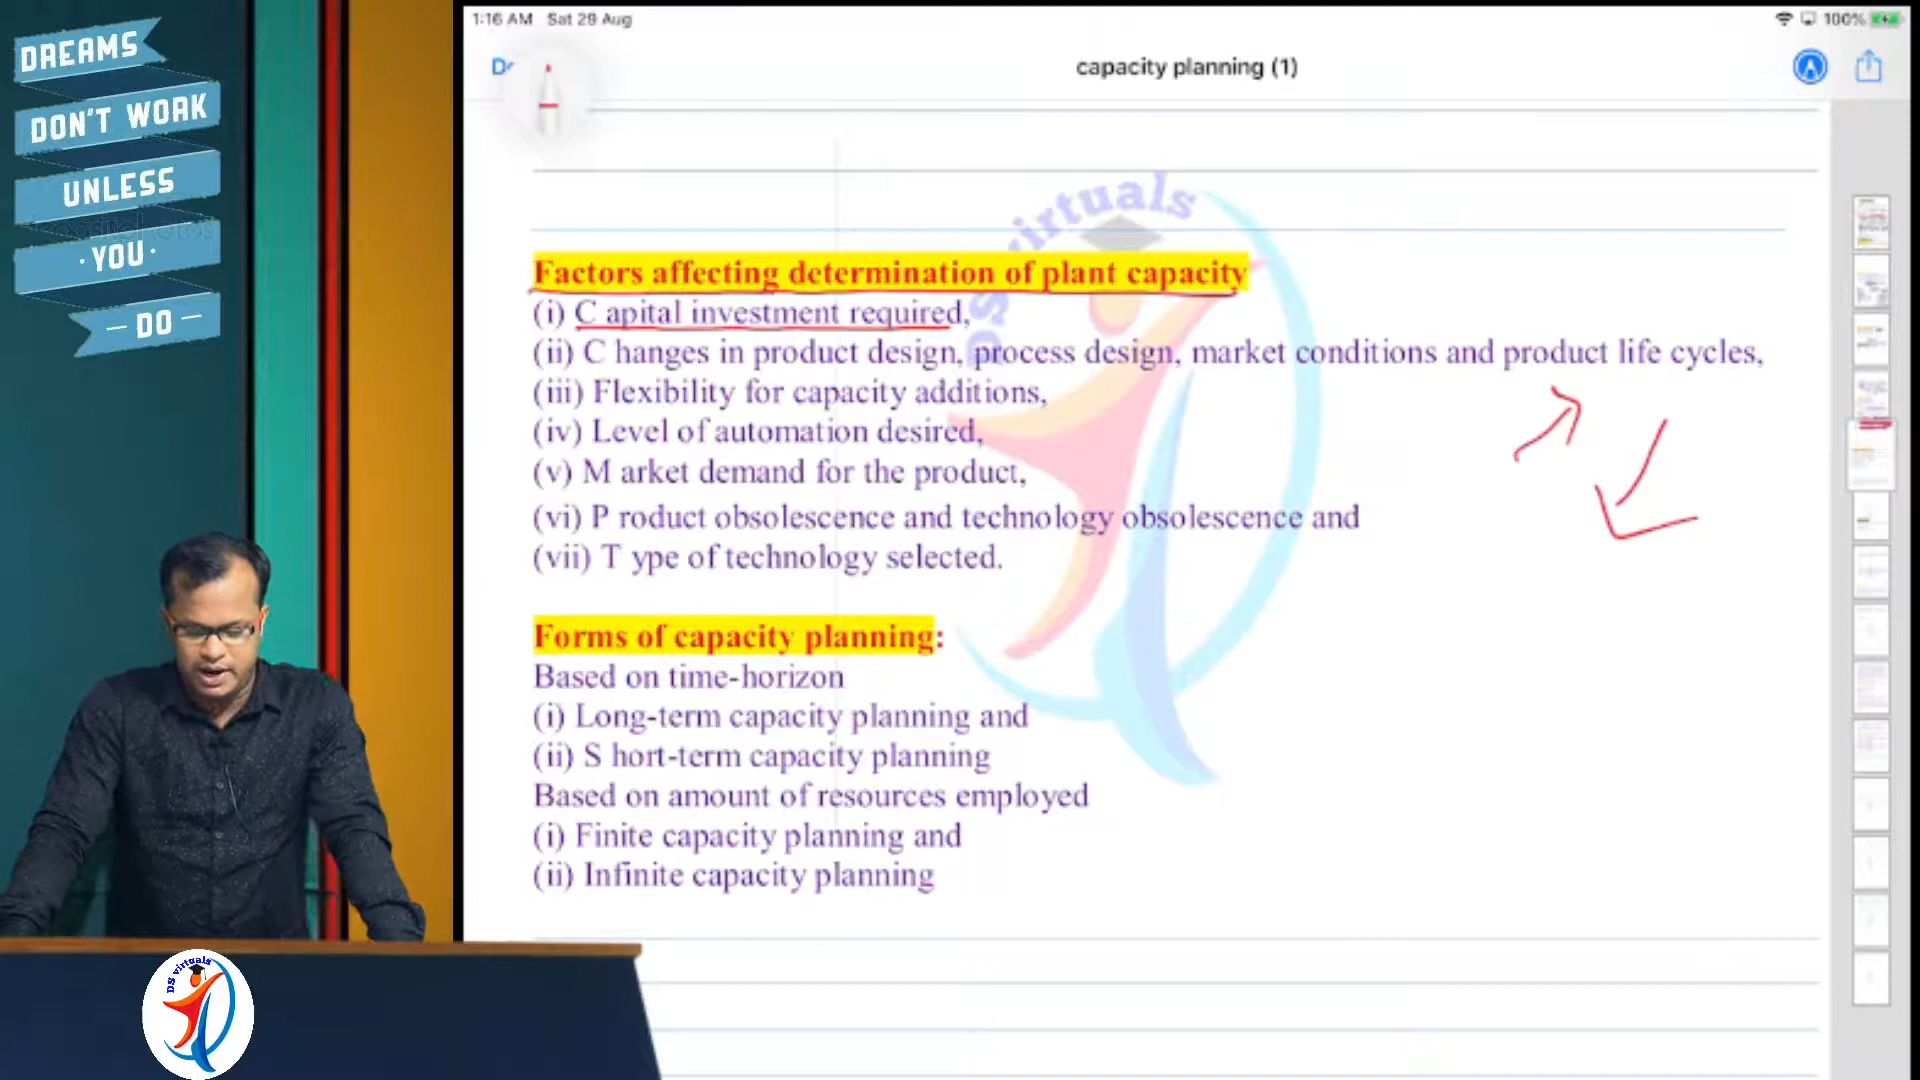 DREAMS
DON'T WORK
UNLESS
· YOU ·
– DO –
1:16 AM Sat 29 Aug
100%
capacity planning (1)
DS virtuals
Factors affecting determination of plant capacity
(i) C apital investment required,
(ii) C hanges in product design, process design, market conditions and product life cycles,
(iii) Flexibility for capacity additions,
(iv) Level of automation desired,
(v) M arket demand for the product,
(vi) P roduct obsolescence and technology obsolescence and
(vii) T ype of technology selected.
Forms of capacity planning:
Based on time-horizon
(i) Long-term capacity planning and
(ii) S hort-term capacity planning
Based on amount of resources employed
(i) Finite capacity planning and
(ii) Infinite capacity planning
DS virtuals